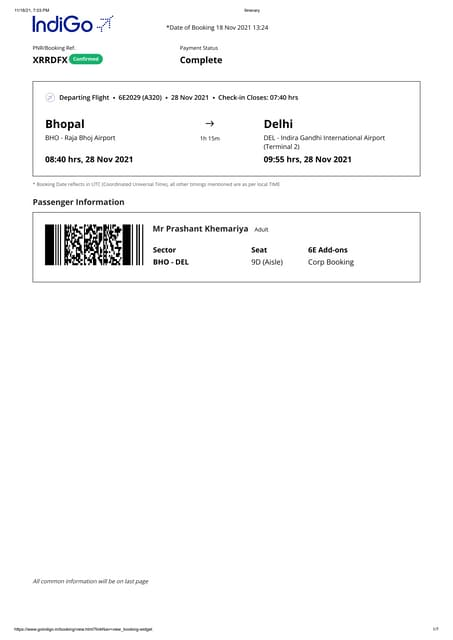 11/18/21, 7:03 PM Itinerary
IndiGo
*Date of Booking 18 Nov 2021 13:24
PNR/Booking Ref. Payment Status
XRRDFX Confirmed Complete
Departing Flight • 6E2029 (A320) • 28 Nov 2021 • Check-in Closes: 07:40 hrs
Bhopal → Delhi
BHO - Raja Bhoj Airport 1h 15m DEL - Indira Gandhi International Airport
(Terminal 2)
08:40 hrs, 28 Nov 2021 09:55 hrs, 28 Nov 2021
* Booking Date reflects in UTC (Coordinated Universal Time), all other timings mentioned are as per local TIME
Passenger Information
Mr Prashant Khemariya Adult
Sector Seat 6E Add-ons
BHO - DEL 9D (Aisle) Corp Booking
All common information will be on last page
https://www.goindigo.in/booking/view.html?linkNav=view_booking-widget 1/7